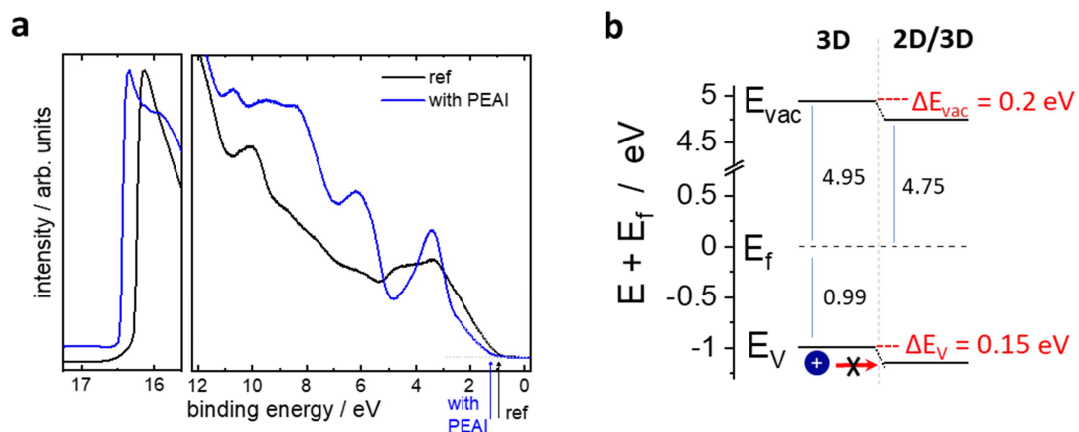 a
intensity / arb. units
ref
with PEAI
17 16 12 10 8 6 4 2 0
binding energy / eV
with
PEAI
ref
b
3D 2D/3D
E + E_f / eV
5
4.5
0.5
0
-0.5
-1
E_vac
ΔE_vac = 0.2 eV
4.95 4.75
E_f
0.99
E_V
ΔE_V = 0.15 eV
+
X